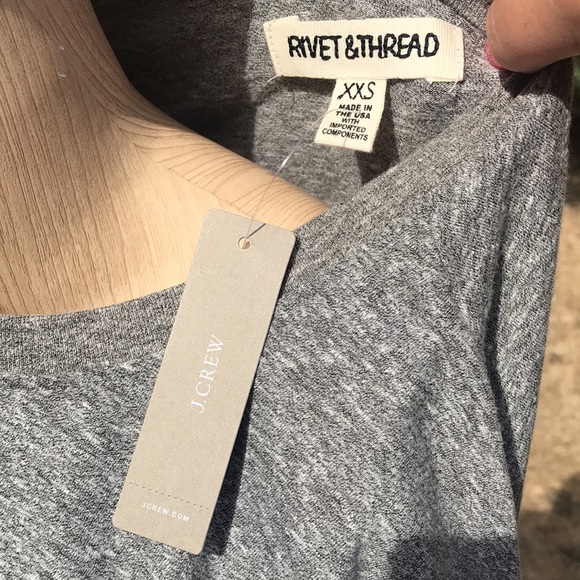 RIVET & THREAD
XXS
MADE IN
THE USA
WITH
IMPORTED
COMPONENTS
J.CREW
JCREW.COM